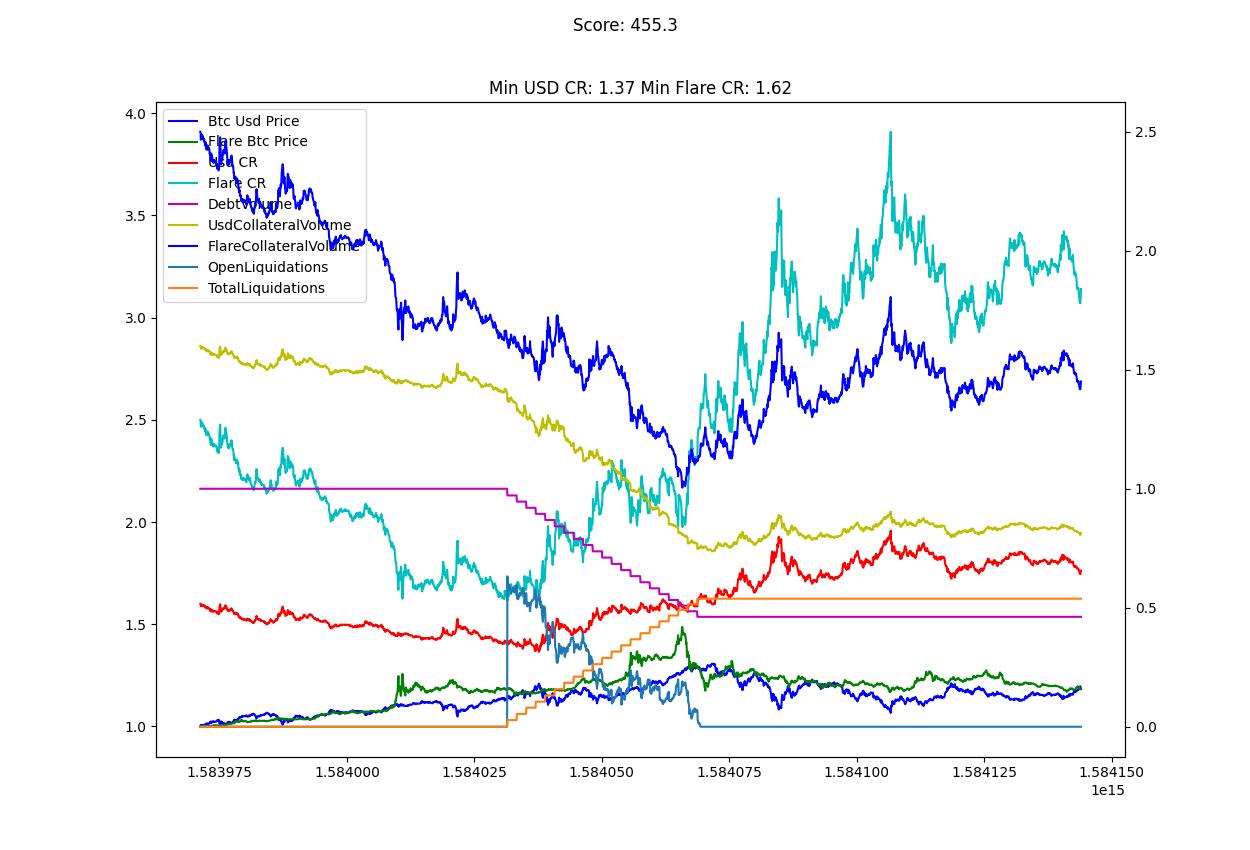 Score: 455.3
Min USD CR: 1.37 Min Flare CR: 1.62
Btc Usd Price
Flare Btc Price
Usd CR
Flare CR
DebtVolume
UsdCollateralVolume
FlareCollateralVolume
OpenLiquidations
TotalLiquidations
4.0
3.5
3.0
2.5
2.0
1.5
1.0
2.5
2.0
1.5
1.0
0.5
0.0
1.583975 1.584000 1.584025 1.584050 1.584075 1.584100 1.584125 1.584150
1e15